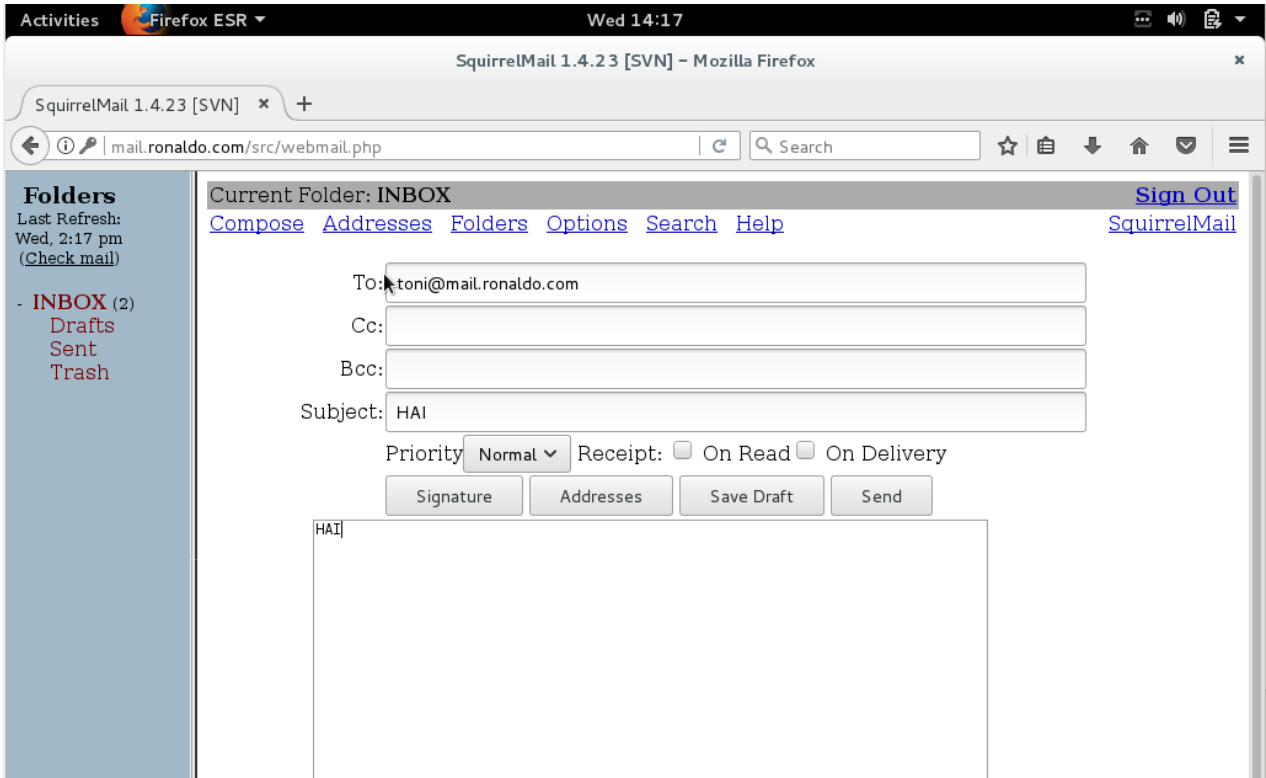 Activities Firefox ESR Wed 14:17
SquirrelMail 1.4.23 [SVN] – Mozilla Firefox
SquirrelMail 1.4.23 [SVN]
mail.ronaldo.com/src/webmail.php Search
Folders
Last Refresh:
Wed, 2:17 pm
(Check mail)
- INBOX (2)
Drafts
Sent
Trash
Current Folder: INBOX Sign Out
Compose Addresses Folders Options Search Help SquirrelMail
To: toni@mail.ronaldo.com
Cc:
Bcc:
Subject: HAI
Priority Normal Receipt: On Read On Delivery
Signature Addresses Save Draft Send
HAI